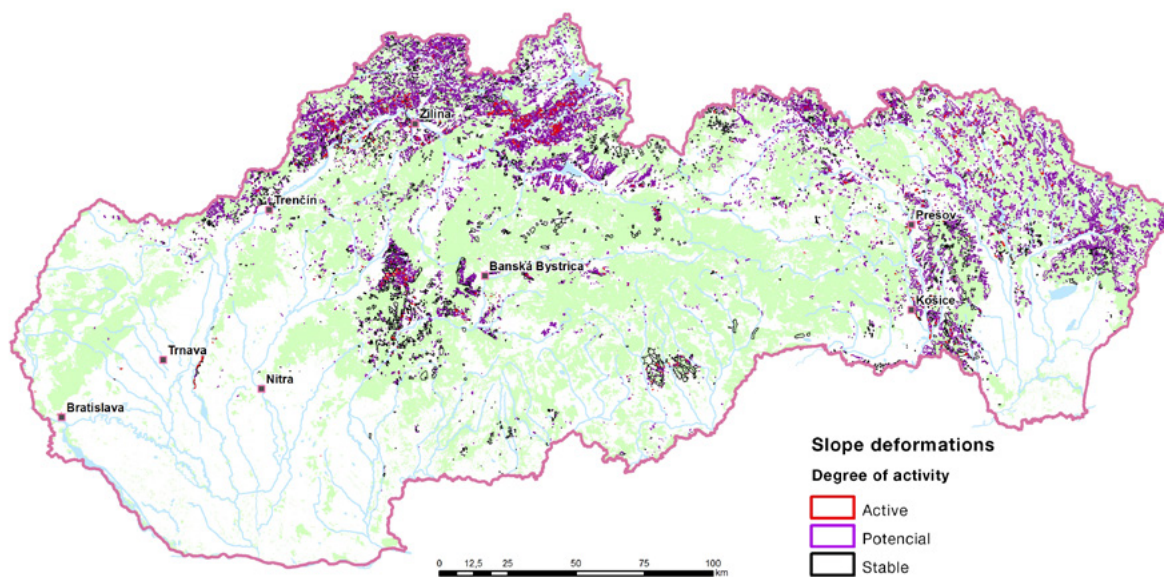 Žilina
Trenčín
Prešov
Banská Bystrica
Košice
Trnava
Nitra
Bratislava
Slope deformations
Degree of activity
Active
Potencial
Stable
0 12,5 25 50 75 100
km